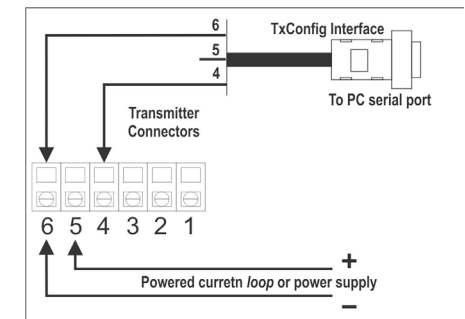 6
TxConfig Interface
5
4
To PC serial port
Transmitter
Connectors
6 5 4 3 2 1
+
Powered curretn loop or power supply
−